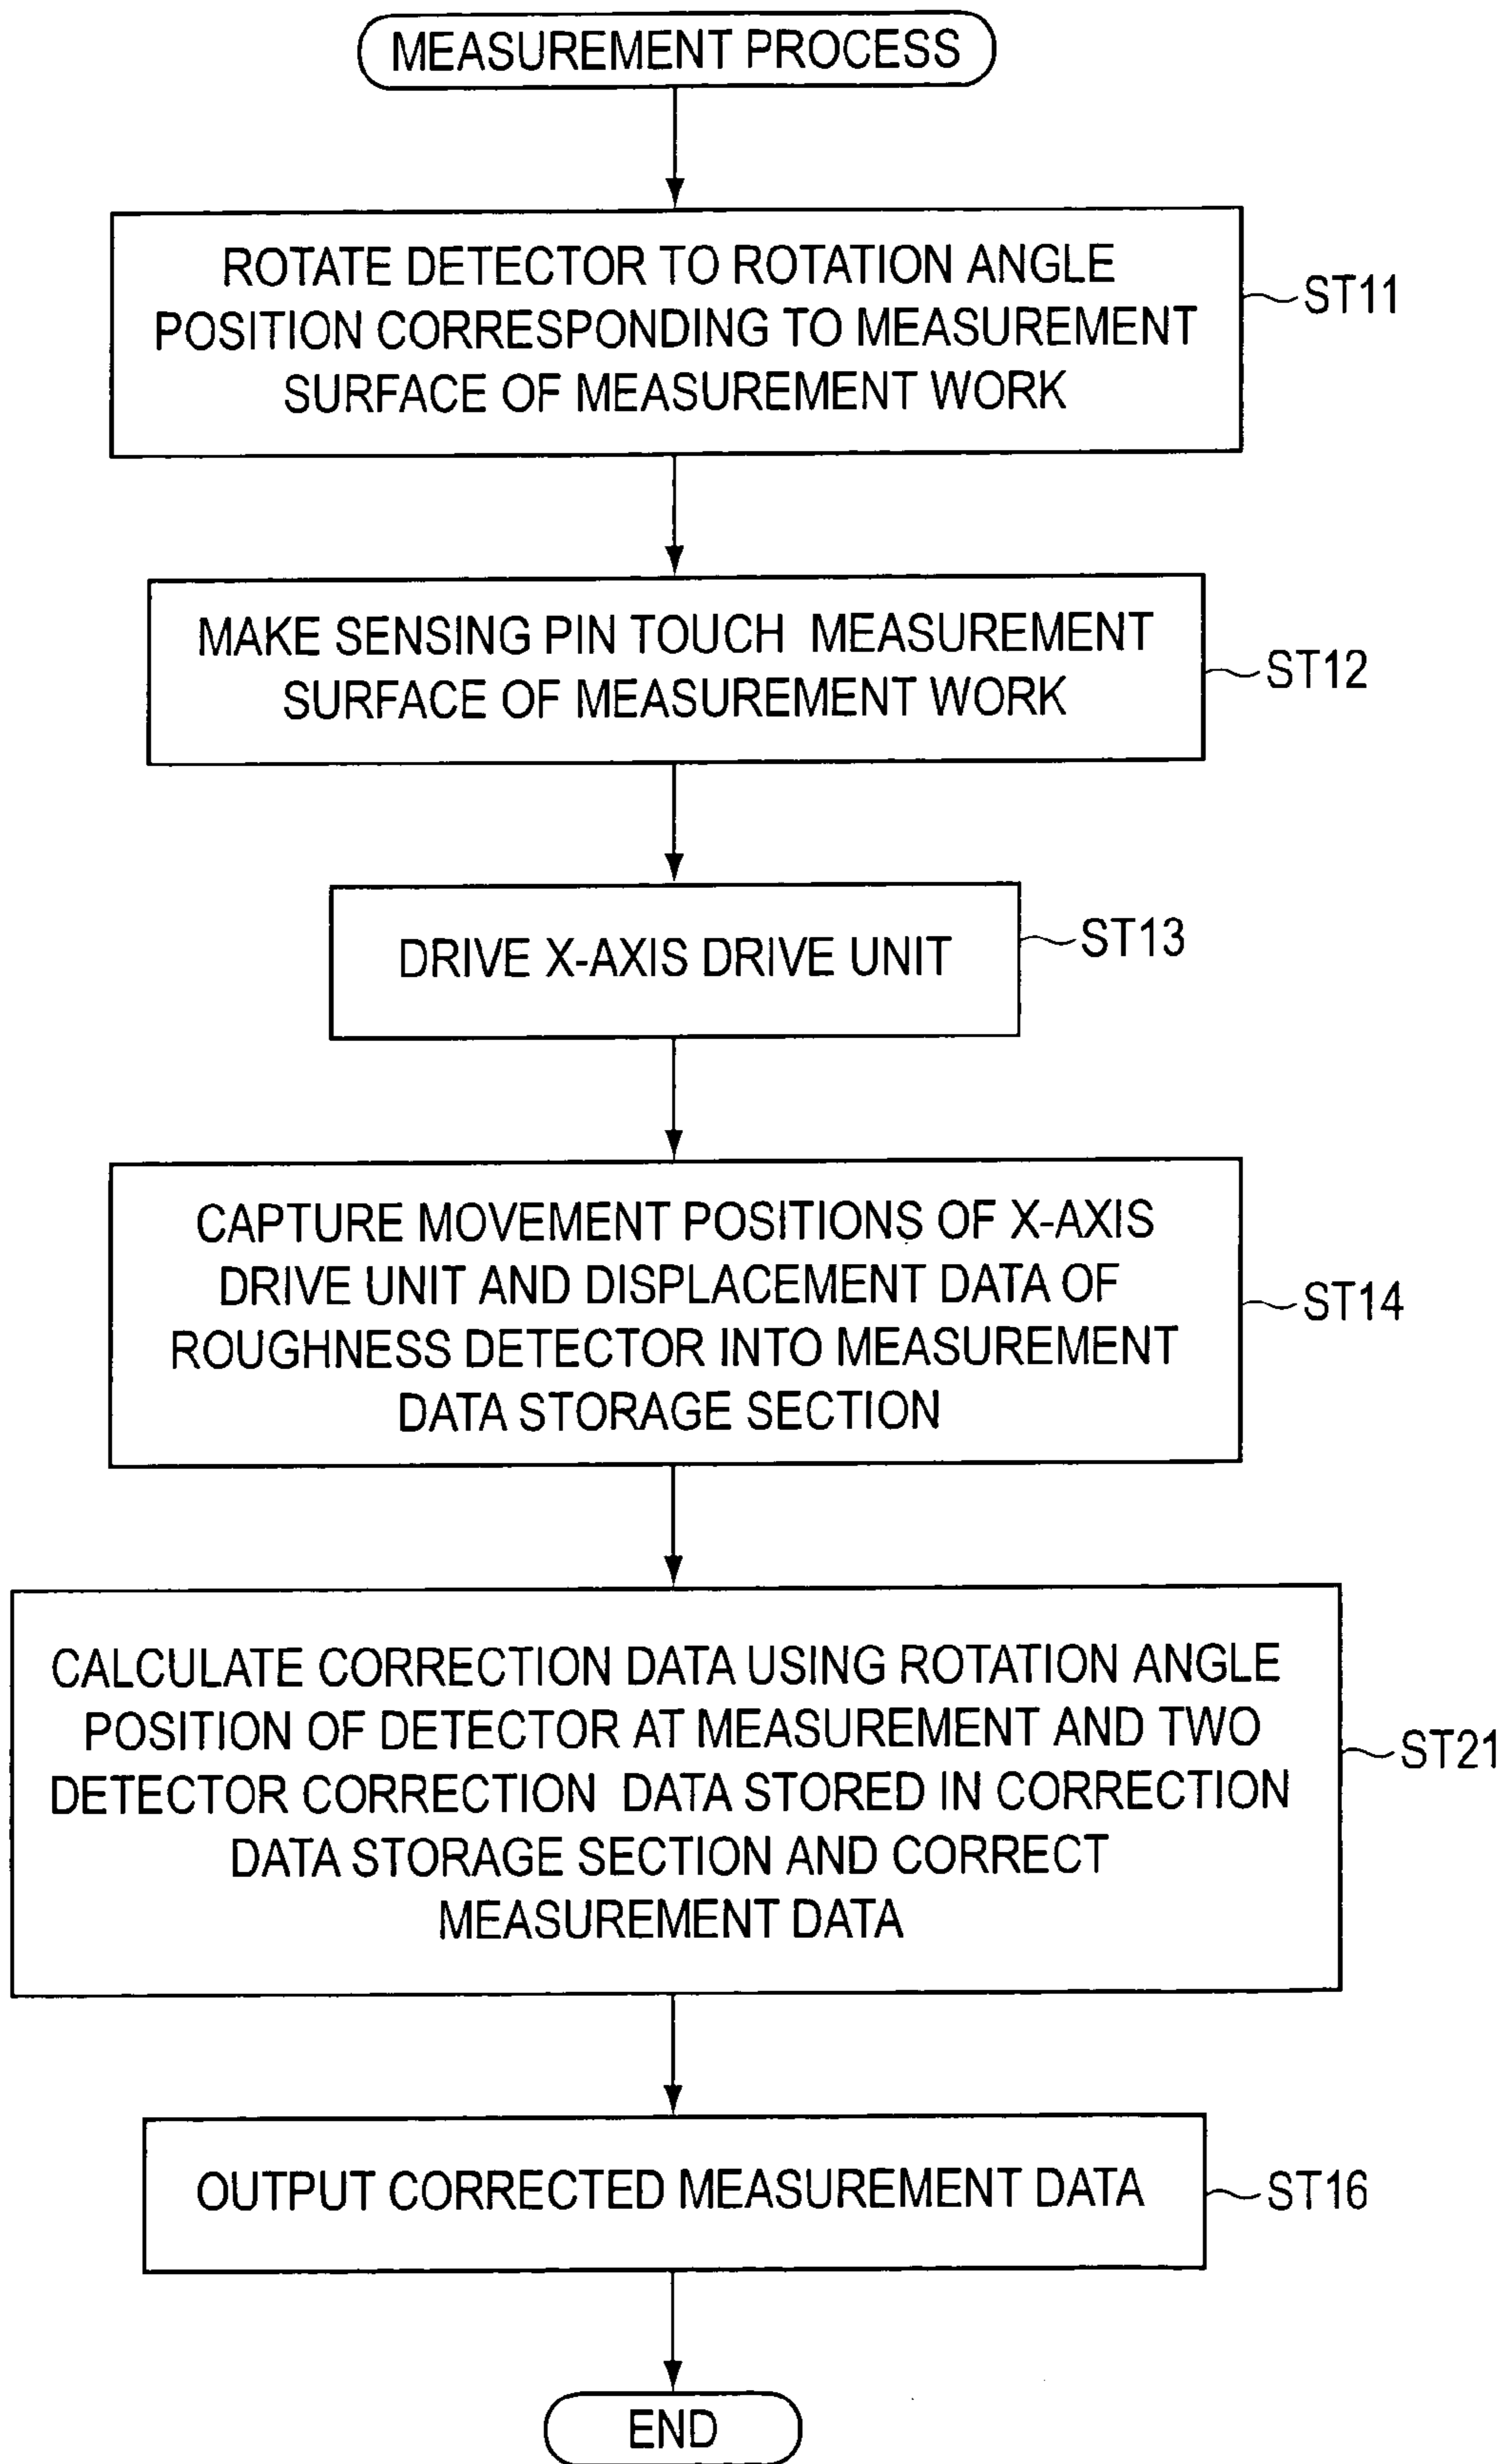 MEASUREMENT PROCESS
ROTATE DETECTOR TO ROTATION ANGLE
POSITION CORRESPONDING TO MEASUREMENT
SURFACE OF MEASUREMENT WORK
ST11
MAKE SENSING PIN TOUCH MEASUREMENT
SURFACE OF MEASUREMENT WORK
ST12
DRIVE X-AXIS DRIVE UNIT
ST13
CAPTURE MOVEMENT POSITIONS OF X-AXIS
DRIVE UNIT AND DISPLACEMENT DATA OF
ROUGHNESS DETECTOR INTO MEASUREMENT
DATA STORAGE SECTION
ST14
CALCULATE CORRECTION DATA USING ROTATION ANGLE
POSITION OF DETECTOR AT MEASUREMENT AND TWO
DETECTOR CORRECTION DATA STORED IN CORRECTION
DATA STORAGE SECTION AND CORRECT
MEASUREMENT DATA
ST21
OUTPUT CORRECTED MEASUREMENT DATA
ST16
END